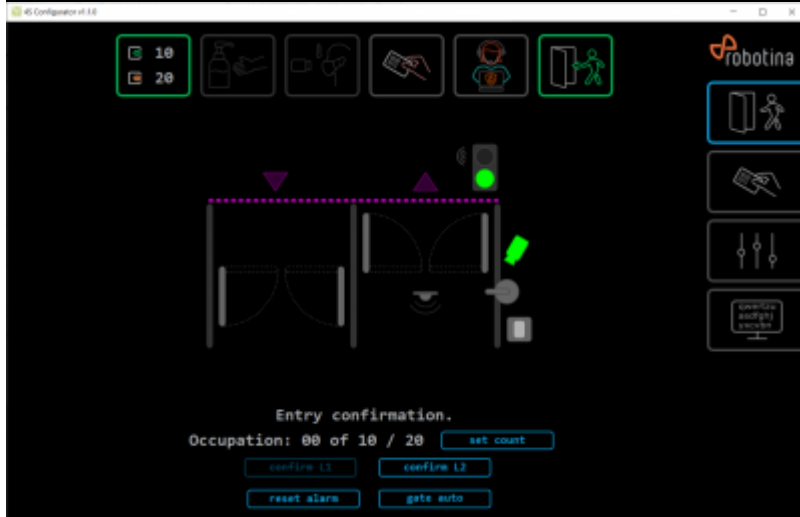 4S Configurator v1.3.0
10
20
robotina
Entry confirmation.
Occupation: 00 of 10 / 20
set count
confirm L1
confirm L2
reset alarm
gate auto